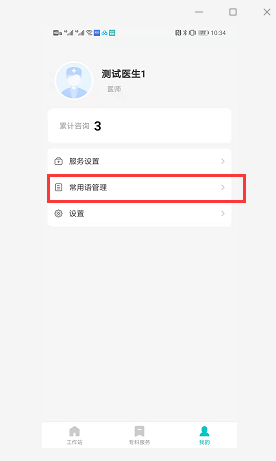 10:34
测试医生1
医师
累计咨询 3
服务设置
常用语管理
设置
工作站
专科服务
我的